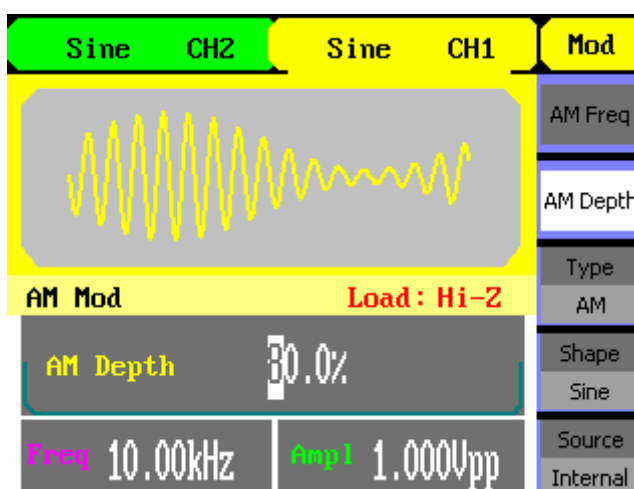 Sine CH2 Sine CH1 Mod
AM Freq
AM Depth
AM Mod Load: Hi-Z
Type
AM
AM Depth 80.0%
Shape
Sine
Freq 10.00kHz Ampl 1.000Vpp
Source
Internal